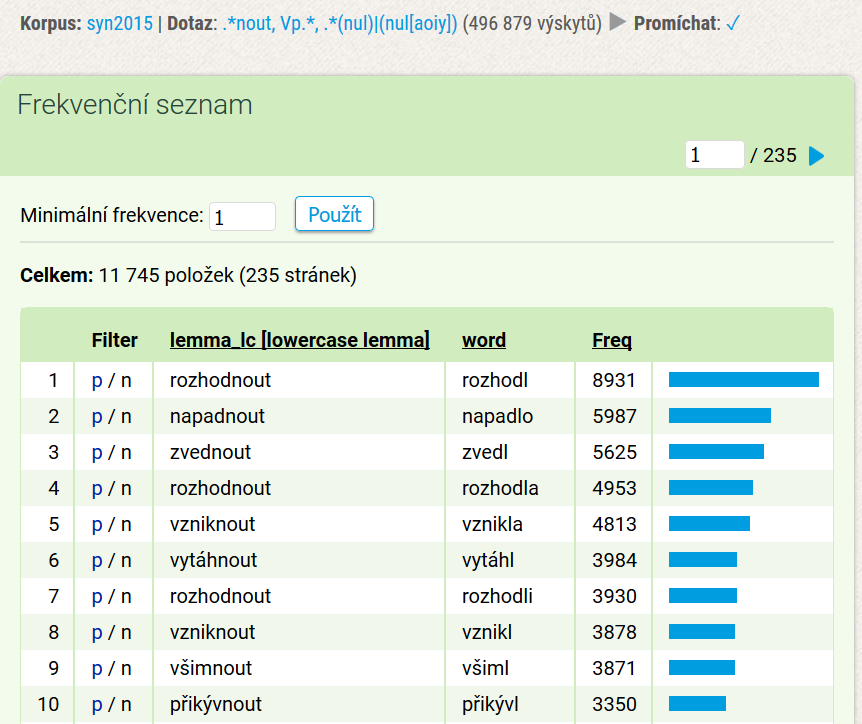 Korpus: syn2015 | Dotaz: .*nout, Vp.*, .*(nul)|(nul[aoiy]) (496 879 výskytů) ▶ Promíchat: ✓
Frekvenční seznam
1 / 235
Minimální frekvence: 1 Použít
Celkem: 11 745 položek (235 stránek)
Filter lemma_lc [lowercase lemma] word Freq
1 p / n rozhodnout rozhodl 8931
2 p / n napadnout napadlo 5987
3 p / n zvednout zvedl 5625
4 p / n rozhodnout rozhodla 4953
5 p / n vzniknout vznikla 4813
6 p / n vytáhnout vytáhl 3984
7 p / n rozhodnout rozhodli 3930
8 p / n vzniknout vznikl 3878
9 p / n všimnout všiml 3871
10 p / n přikývnout přikývl 3350